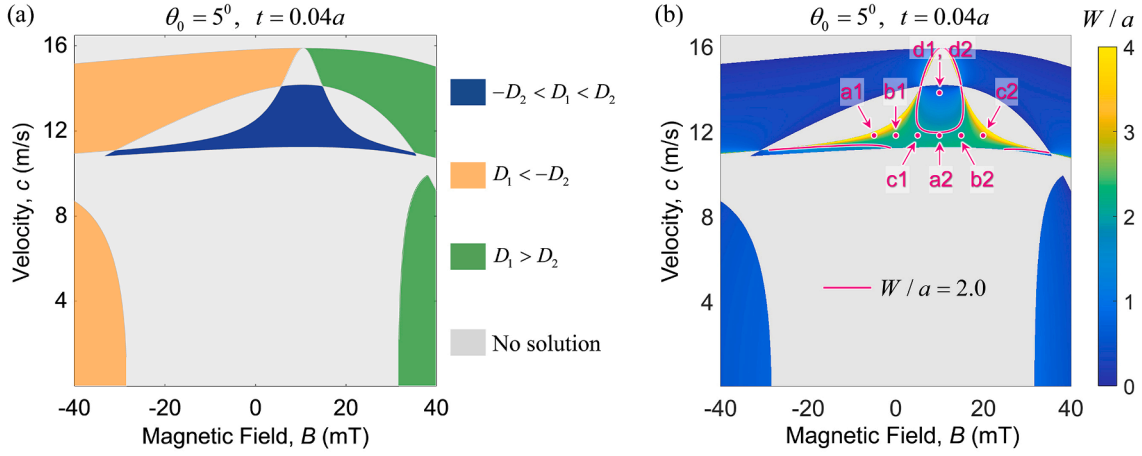 (a)
θ₀ = 5⁰, t = 0.04a
16
12
8
4
Velocity, c (m/s)
-40
-20
0
20
40
Magnetic Field, B (mT)
−D₂ < D₁ < D₂
D₁ < −D₂
D₁ > D₂
No solution
(b)
θ₀ = 5⁰, t = 0.04a
W / a
16
12
8
4
Velocity, c (m/s)
d1, d2
a1
b1
c2
c1
a2
b2
W / a = 2.0
-40
-20
0
20
40
Magnetic Field, B (mT)
4
3
2
1
0